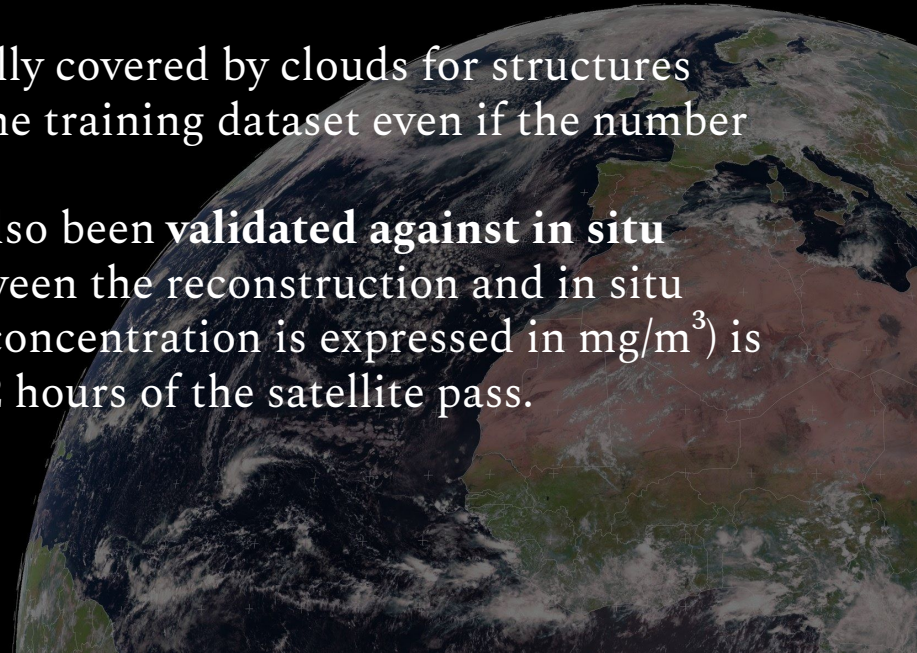 lly covered by clouds for structures
he training dataset even if the number
lso been validated against in situ
veen the reconstruction and in situ
concentration is expressed in mg/m³) is
hours of the satellite pass.